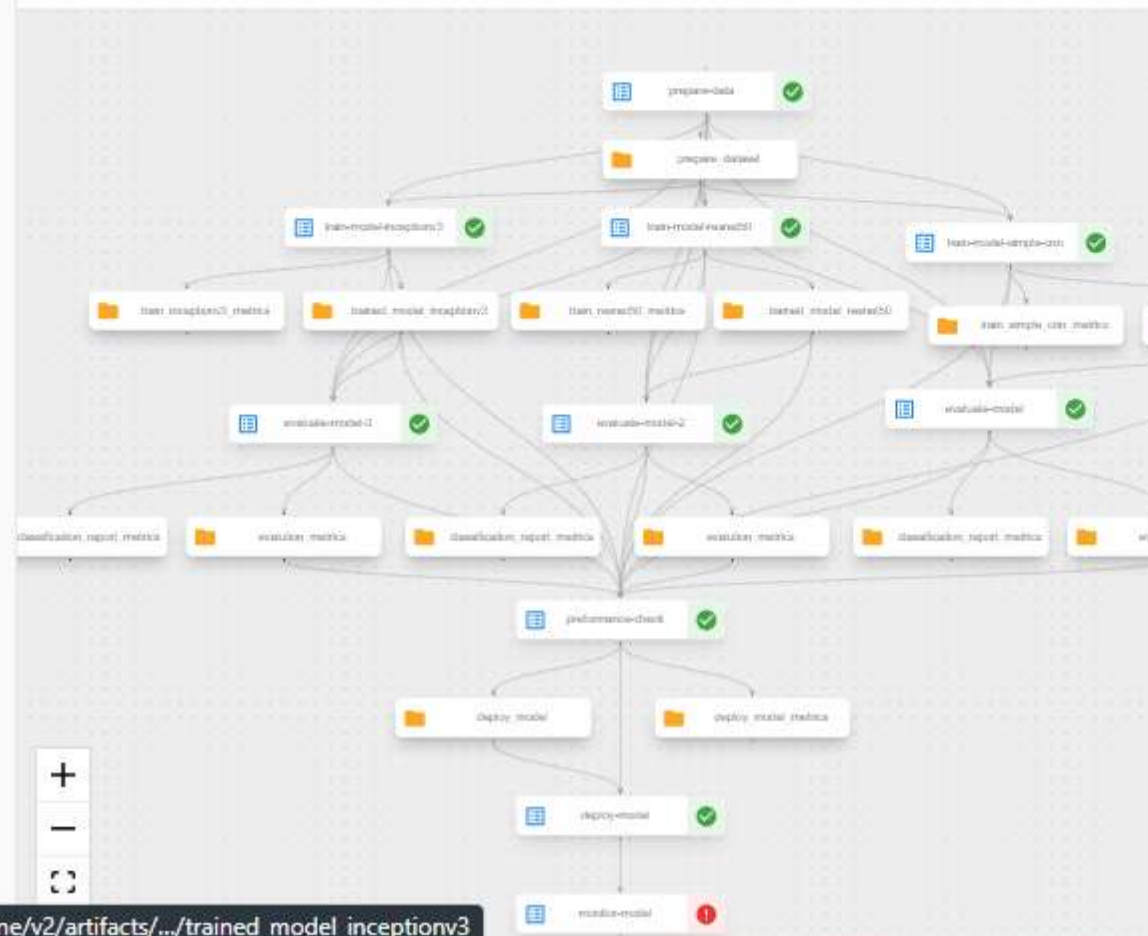 prepare-data
prepare_dataset
train-model-inceptionv3
train-model-resnet50
train-model-simple-cnn
train_inceptionv3_metrics
trained_model_inceptionv3
train_resnet50_metrics
trained_model_resnet50
train_simple_cnn_metrics
evaluate-model-3
evaluate-model-2
evaluate-model
classification_report_metrics
evalution_metrics
classification_report_metrics
evalution_metrics
classification_report_metrics
preformance-check
deploy_model
deploy_model_metrics
deploy-model
monitor-model
me/v2/artifacts/.../trained_model_inceptionv3